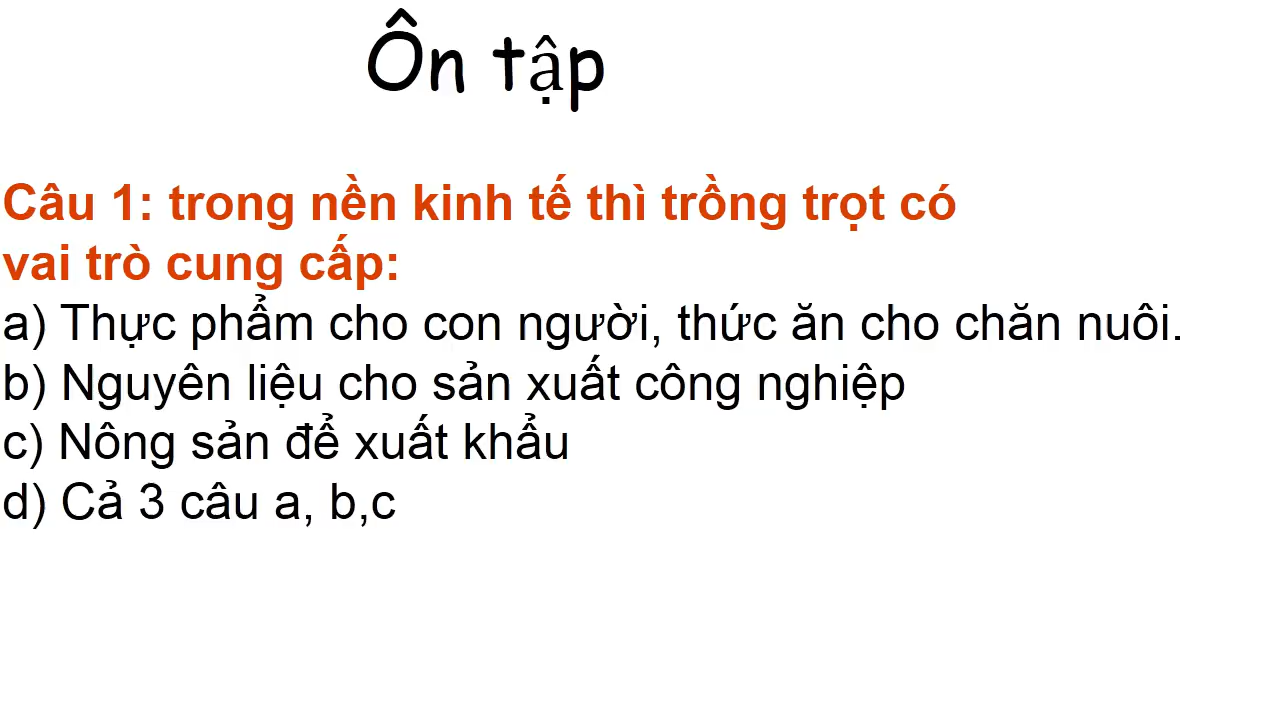 Ôn tập
Câu 1: trong nền kinh tế thì trồng trọt có
vai trò cung cấp:
a) Thực phẩm cho con người, thức ăn cho chăn nuôi.
b) Nguyên liệu cho sản xuất công nghiệp
c) Nông sản để xuất khẩu
d) Cả 3 câu a, b,c